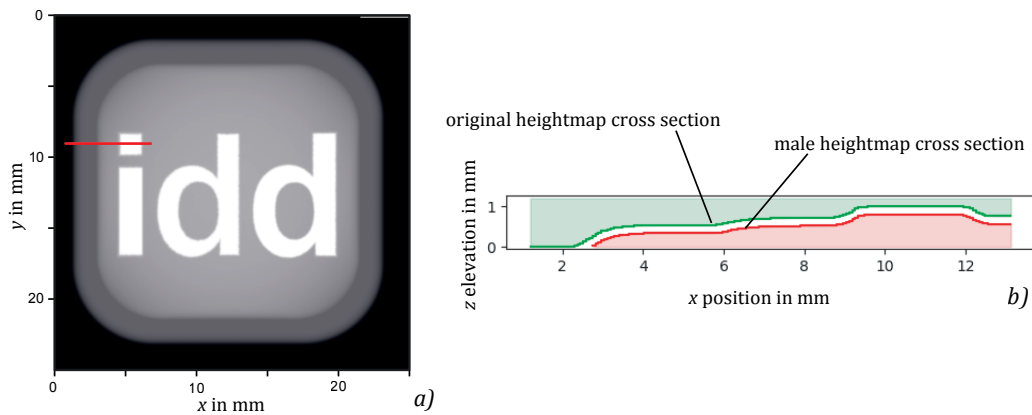 0
10
20
y in mm
idd
0
10
20
x in mm
a)
original heightmap cross section
male heightmap cross section
z elevation in mm
1
0
2
4
6
8
10
12
x position in mm
b)